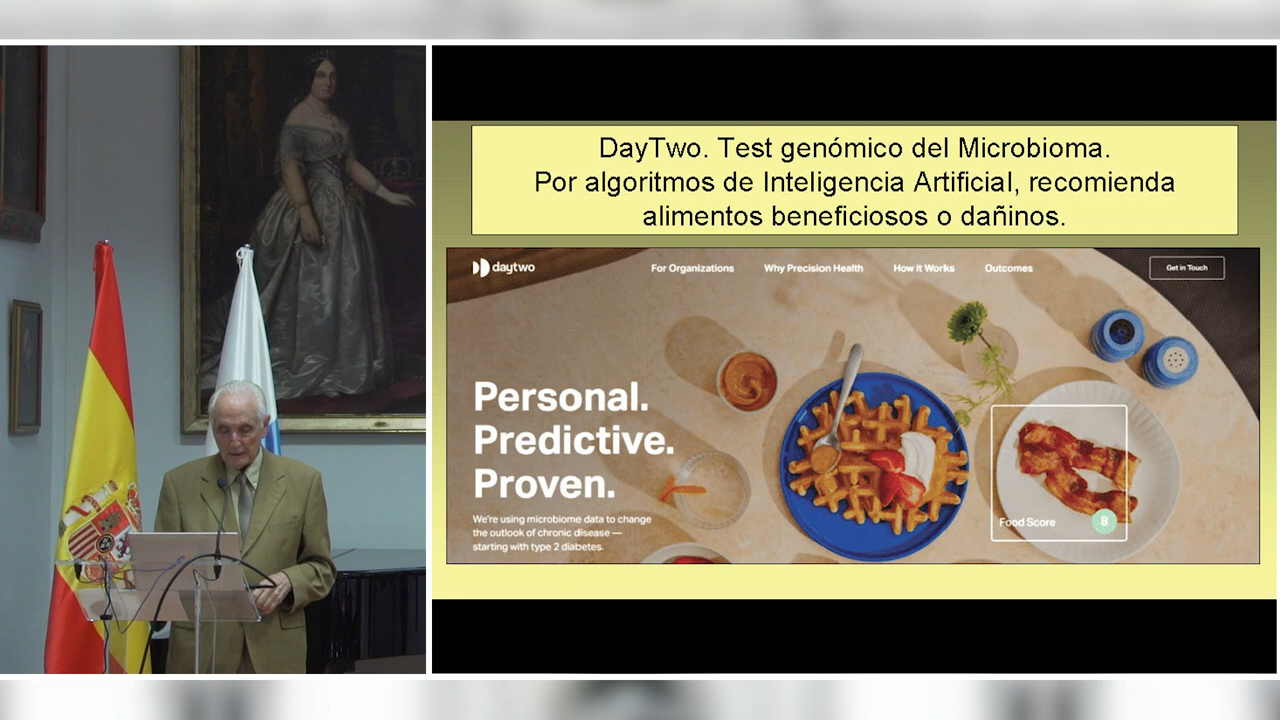 DayTwo. Test genómico del Microbioma.
Por algoritmos de Inteligencia Artificial, recomienda
alimentos beneficiosos o dañinos.
daytwo
For Organizations
Why Precision Health
How it Works
Outcomes
Get in Touch
Personal.
Predictive.
Proven.
We're using microbiome data to change
the outlook of chronic disease —
starting with type 2 diabetes.
Food Score
8